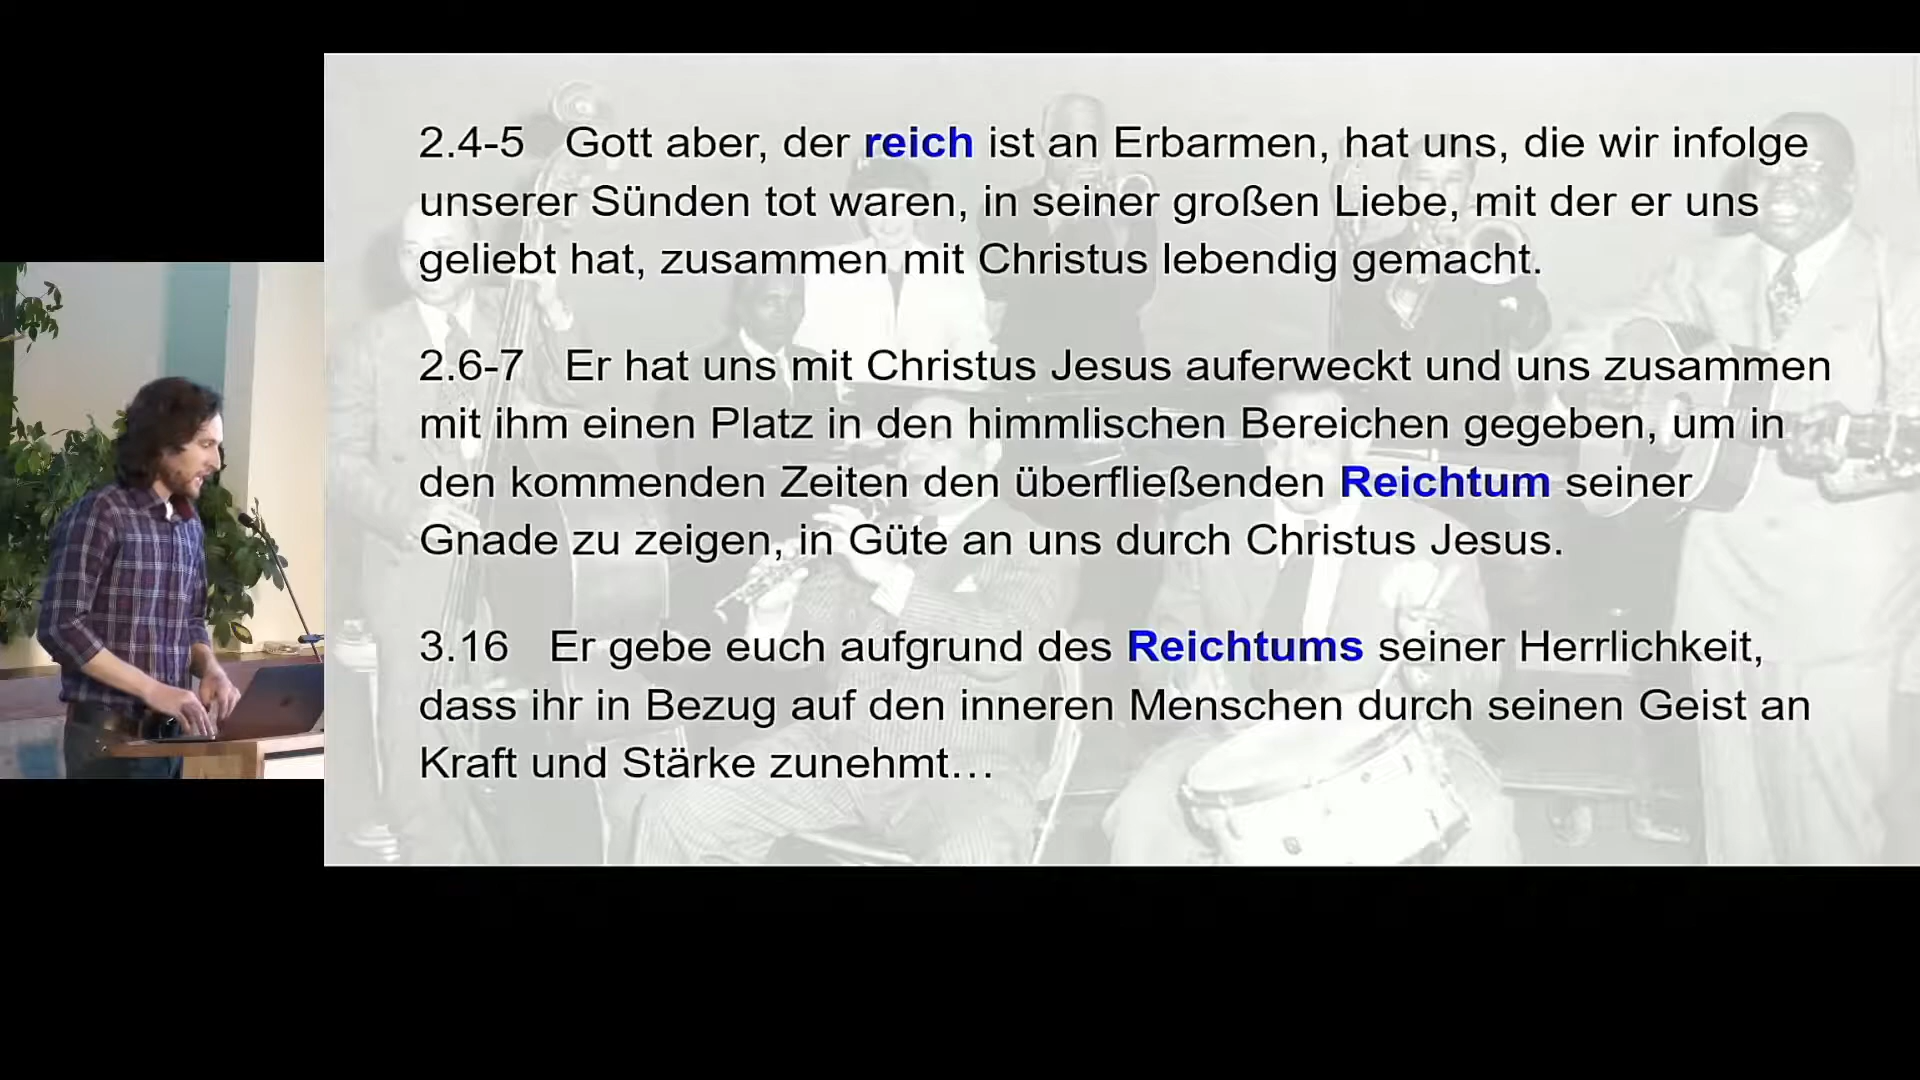 2.4-5 Gott aber, der reich ist an Erbarmen, hat uns, die wir infolge
unserer Sünden tot waren, in seiner großen Liebe, mit der er uns
geliebt hat, zusammen mit Christus lebendig gemacht.
2.6-7 Er hat uns mit Christus Jesus auferweckt und uns zusammen
mit ihm einen Platz in den himmlischen Bereichen gegeben, um in
den kommenden Zeiten den überfließenden Reichtum seiner
Gnade zu zeigen, in Güte an uns durch Christus Jesus.
3.16 Er gebe euch aufgrund des Reichtums seiner Herrlichkeit,
dass ihr in Bezug auf den inneren Menschen durch seinen Geist an
Kraft und Stärke zunehmt…